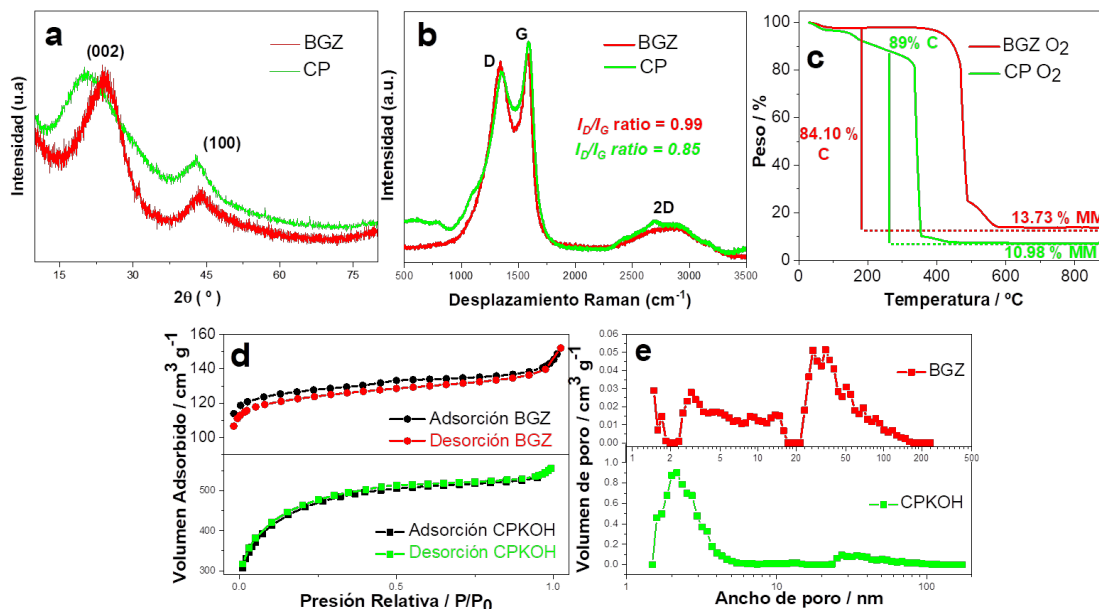 a
(002)
(100)
BGZ
CP
Intensidad (u.a)
15
30
45
60
75
2θ ( º )
b
D
G
BGZ
CP
I_D/I_G ratio = 0.99
I_D/I_G ratio = 0.85
2D
Intensidad (a.u.)
500
1000
1500
2000
2500
3000
3500
Desplazamiento Raman (cm⁻¹)
c
89% C
BGZ O₂
CP O₂
84.10 %
C
13.73 % MM
10.98 % MM
Peso / %
100
80
60
40
20
0
0
200
400
600
800
Temperatura / ºC
d
160
140
120
100
Adsorción BGZ
Desorción BGZ
500
400
300
Adsorción CPKOH
Desorción CPKOH
Volumen Adsorbido / cm³ g⁻¹
0.0
0.5
1.0
Presión Relativa / P/P₀
e
0.06
0.05
0.04
0.03
0.02
0.01
0.00
BGZ
1
2
5
10
20
50
100
200
500
1.0
0.8
0.6
0.4
0.2
0.0
CPKOH
Volumen de poro / cm³ g⁻¹
1
10
100
Ancho de poro / nm